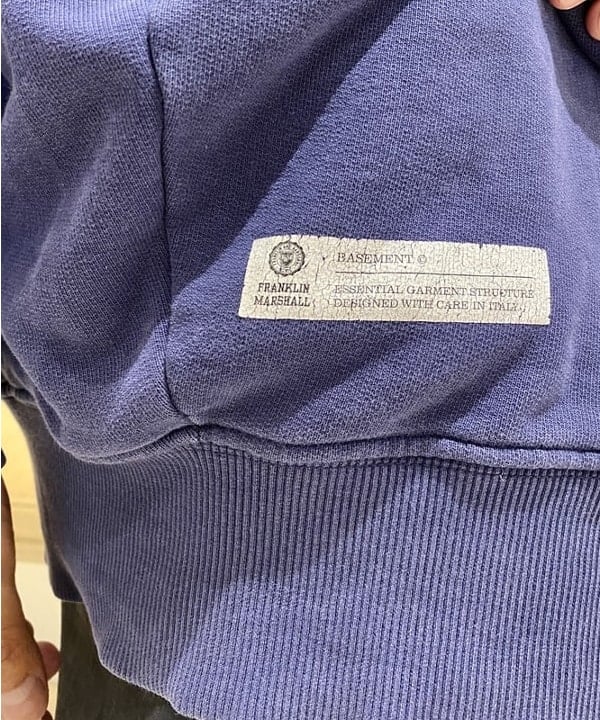 FRANKLIN
MARSHALL
BASEMENT ©
ESSENTIAL GARMENT STRUCTURE
DESIGNED WITH CARE IN ITALY